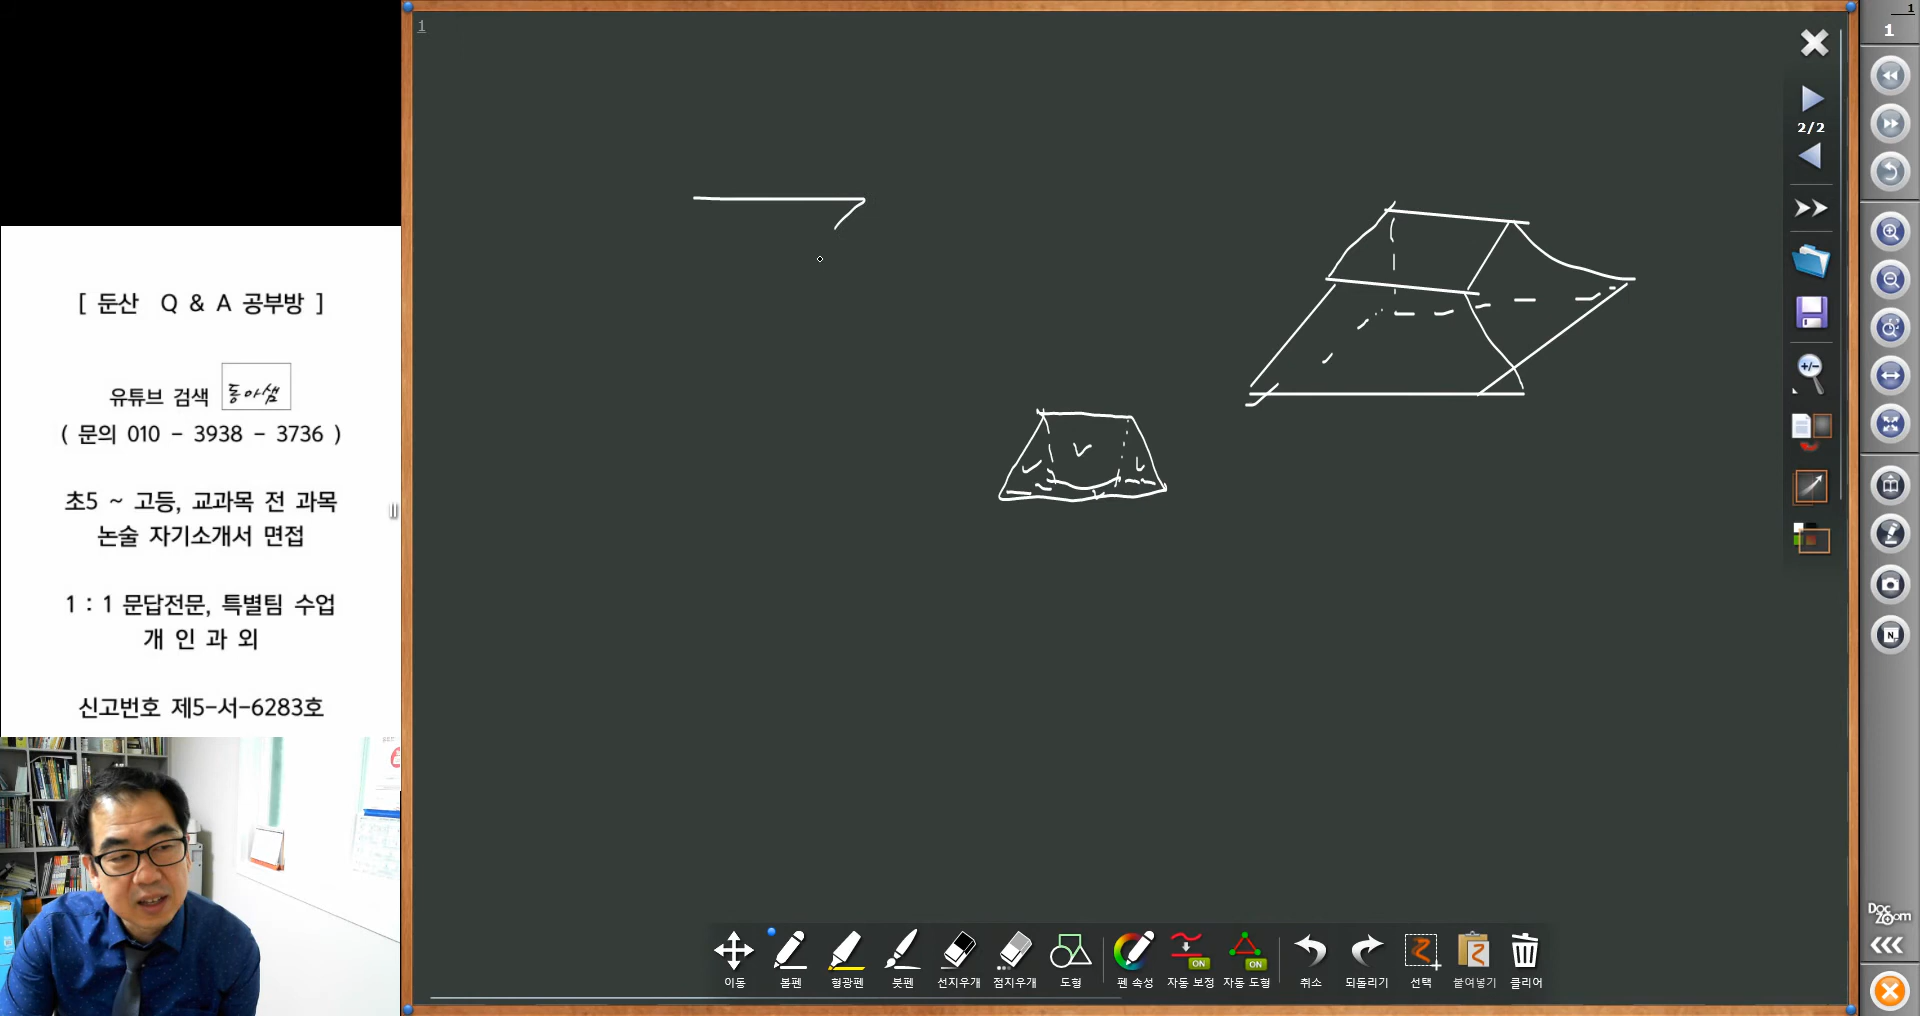 1
[ 둔산 Q & A 공부방 ]
유튜브 검색 동아샘
( 문의 010 - 3938 - 3736 )
초5 ~ 고등, 교과목 전 과목
논술 자기소개서 면접
1 : 1 문답전문, 특별팀 수업
개 인 과 외
신고번호 제5-서-6283호
2/2
+/-
1
1
N
Doc Zoom
이동
볼펜
형광펜
붓펜
선지우개
점지우개
도형
펜 속성
ON
자동 보정
ON
자동 도형
취소
되돌리기
선택
붙여넣기
클리어